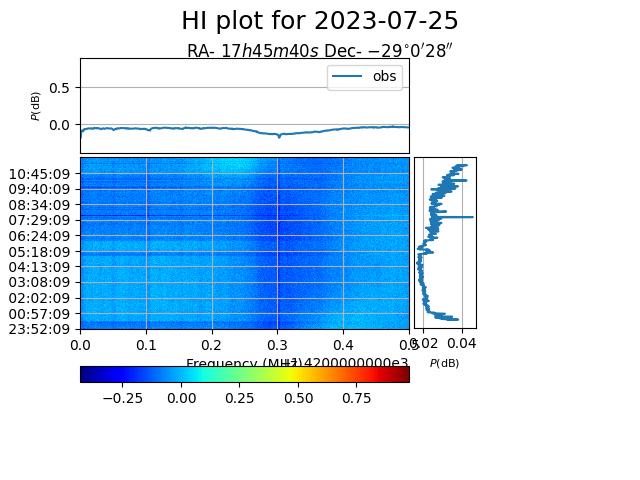 HI plot for 2023-07-25
RA- 17h45m40s Dec- −29°0′28′′
P(dB)
0.5
0.0
obs
10:45:09
09:40:09
08:34:09
07:29:09
06:24:09
05:18:09
04:13:09
03:08:09
02:02:09
00:57:09
23:52:09
0.0 0.1 0.2 0.3 0.4 0.5
0.02 0.04
Frequency (MHz)
+1.4200000000e3
P(dB)
−0.25 0.00 0.25 0.50 0.75